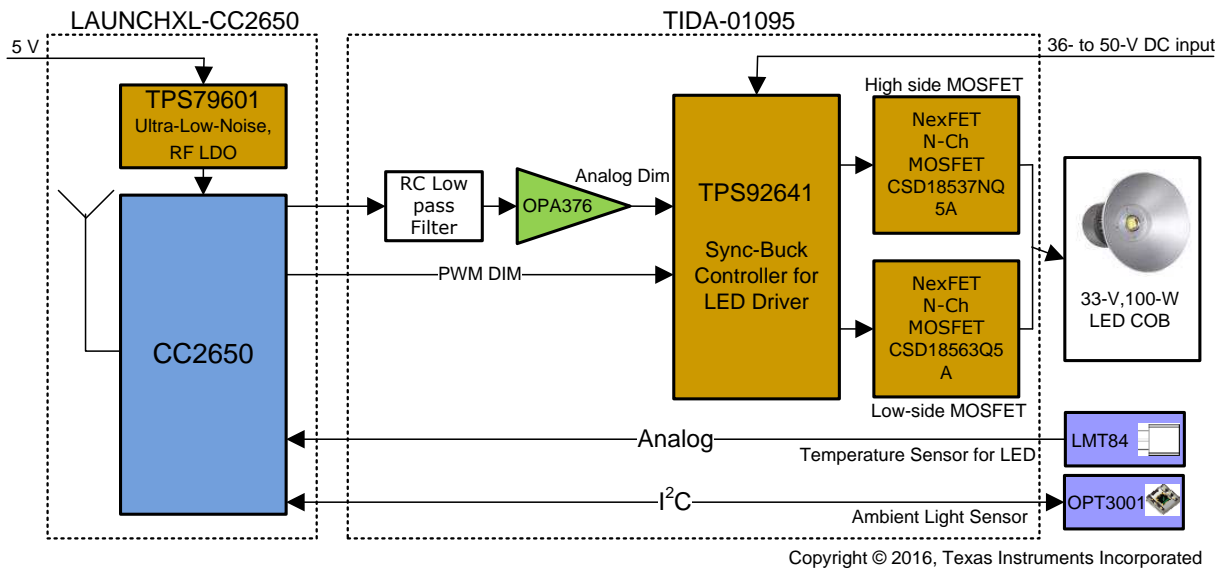 LAUNCHXL-CC2650
TIDA-01095
5 V
36- to 50-V DC input
TPS79601
Ultra-Low-Noise,
RF LDO
High side MOSFET
NexFET
N-Ch
MOSFET
CSD18537NQ
5A
RC Low
pass
Filter
OPA376
Analog Dim
TPS92641
Sync-Buck
Controller for
LED Driver
PWM DIM
CC2650
NexFET
N-Ch
MOSFET
CSD18563Q5
A
Low-side MOSFET
33-V,100-W
LED COB
Analog
Temperature Sensor for LED
LMT84
I²C
Ambient Light Sensor
OPT3001
Copyright © 2016, Texas Instruments Incorporated